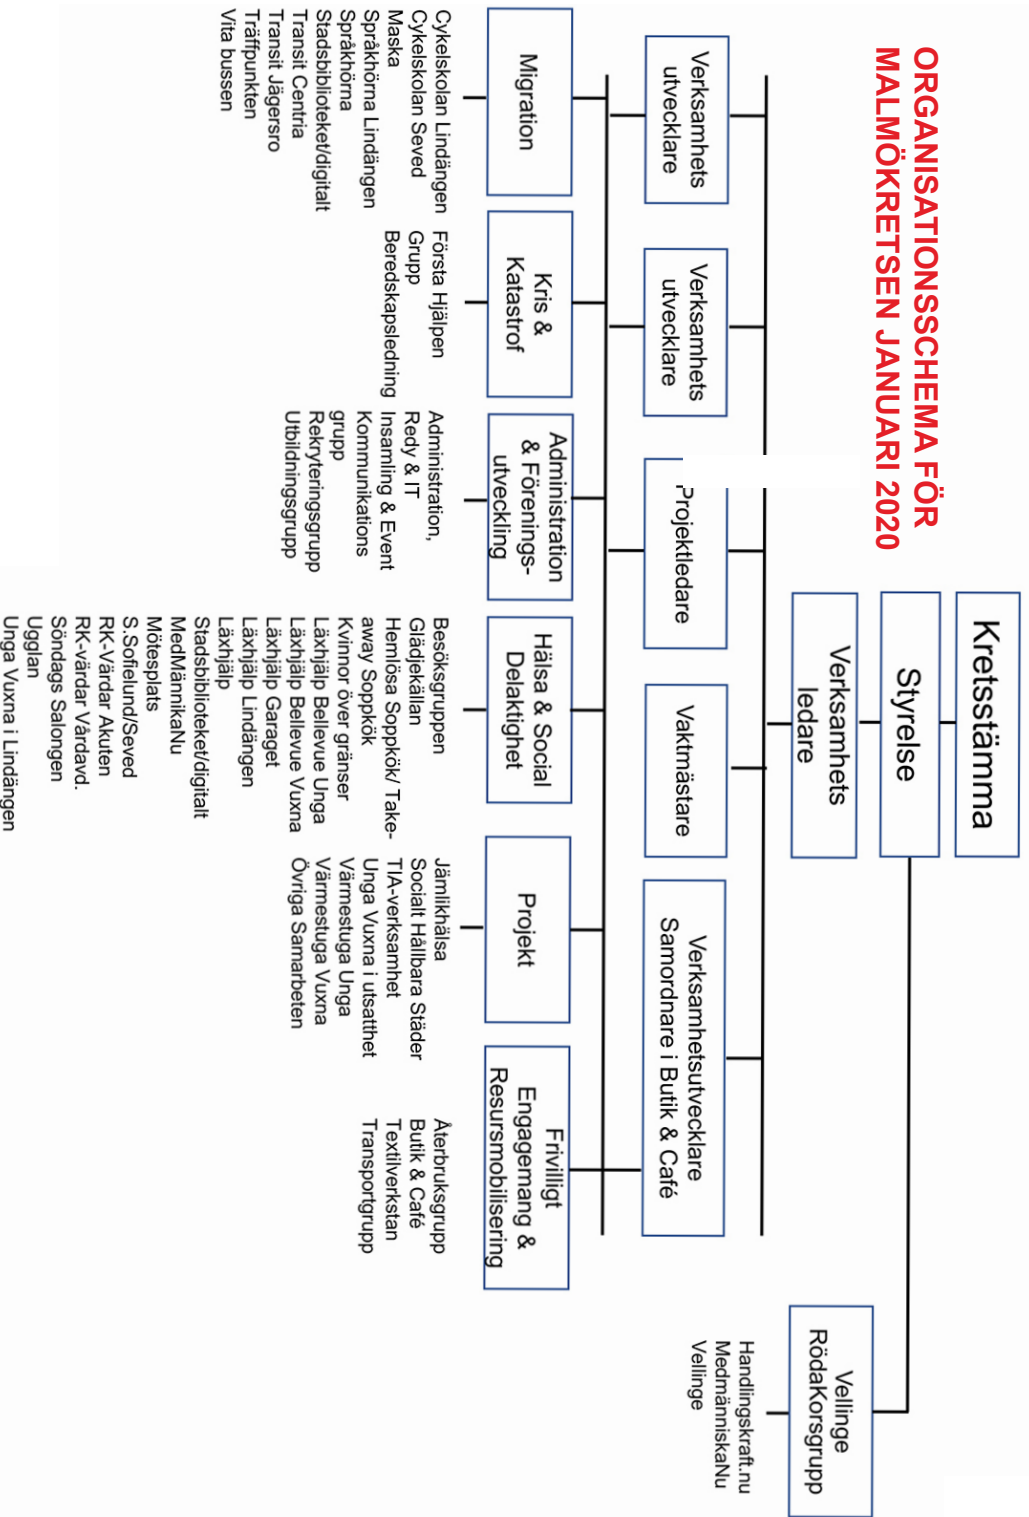 ORGANISATIONSSCHEMA FÖR
MALMÖKRETSEN JANUARI 2020
Kretsstämma
Styrelse
Verksamhets
ledare
Vellinge
RödaKorsgrupp
Handlingskraft.nu
MedmänniskaNu
Vellinge
Verksamhets
utvecklare
Verksamhets
utvecklare
Projektledare
Vaktmästare
Verksamhetsutvecklare
Samordnare i Butik & Café
Migration
Cykelskolan Lindängen
Cykelskolan Seved
Maska
Språkhörna Lindängen
Språkhörna
Stadsbiblioteket/digitalt
Transit Centria
Transit Jägersro
Träffpunkten
Vita bussen
Kris &
Katastrof
Första Hjälpen
Grupp
Beredskapsledning
Administration
& Förenings-
utveckling
Administration,
Redy & IT
Insamling & Event
Kommunikations
grupp
Rekryteringsgrupp
Utbildningsgrupp
Hälsa & Social
Delaktighet
Besöksgruppen
Glädjekällan
Hemlösa Soppkök/ Take-
away Soppkök
Kvinnor över gränser
Läxhjälp Bellevue Unga
Läxhjälp Bellevue Vuxna
Läxhjälp Garaget
Läxhjälp Lindängen
Läxhjälp
Stadsbiblioteket/digitalt
MedMännikaNu
Mötesplats
S.Sofielund/Seved
RK-Värdar Akuten
RK-värdar Vårdavd.
Söndags Salongen
Ugglan
Unga Vuxna i Lindängen
Projekt
Jämlikhälsa
Socialt Hållbara Städer
TIA-verksamhet
Unga Vuxna i utsatthet
Värmestuga Unga
Värmestuga Vuxna
Övriga Samarbeten
Frivilligt
Engagemang &
Resursmobilisering
Återbruksgrupp
Butik & Café
Textilverkstan
Transportgrupp